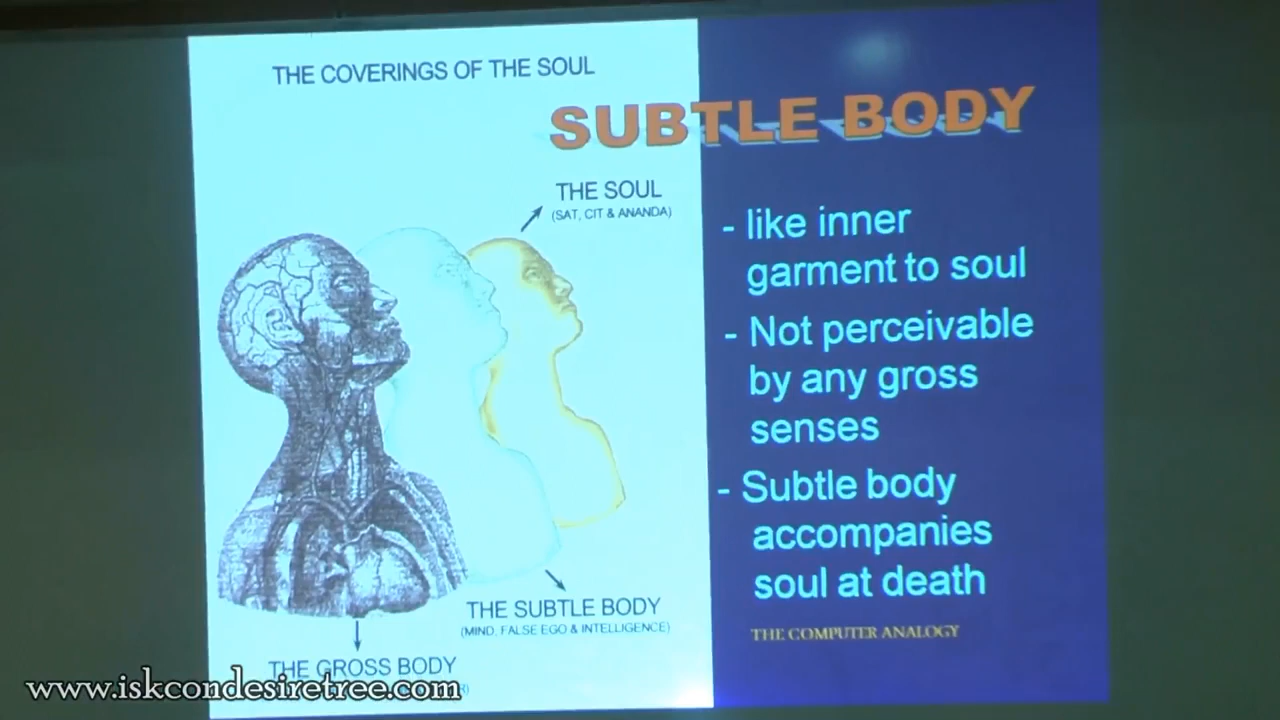 THE COVERINGS OF THE SOUL
SUBTLE BODY
THE SOUL
(SAT, CIT & ANANDA)
- like inner
garment to soul
- Not perceivable
by any gross
senses
- Subtle body
accompanies
soul at death
THE COMPUTER ANALOGY
THE SUBTLE BODY
(MIND, FALSE EGO & INTELLIGENCE)
THE GROSS BODY
www.iskcondesiretree.com